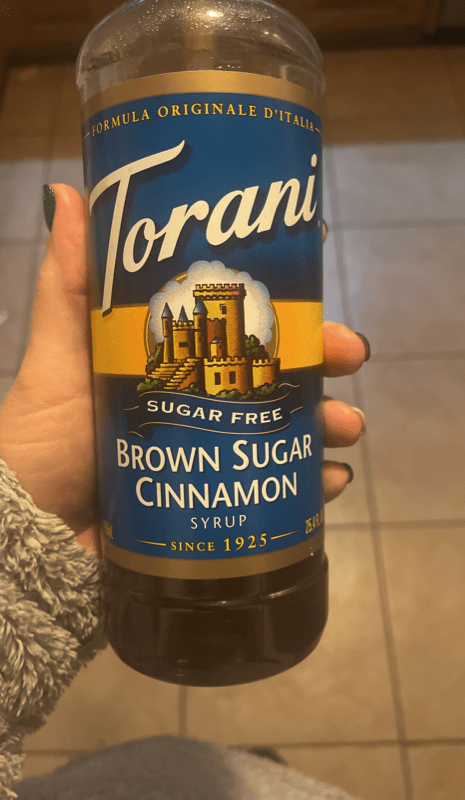 FORMULA ORIGINALE D'ITALIA
Torani
SUGAR FREE
BROWN SUGAR
CINNAMON
SYRUP
SINCE 1925